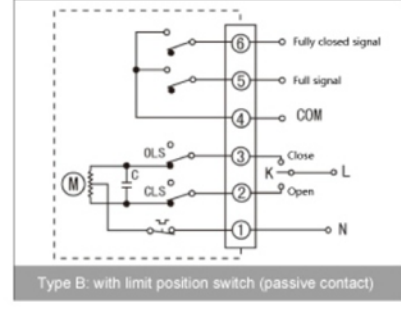 6 Fully closed signal
5 Full signal
4 COM
OLS 3 Close
M C K L
CLS 2 Open
1 N
Type B: with limit position switch (passive contact)